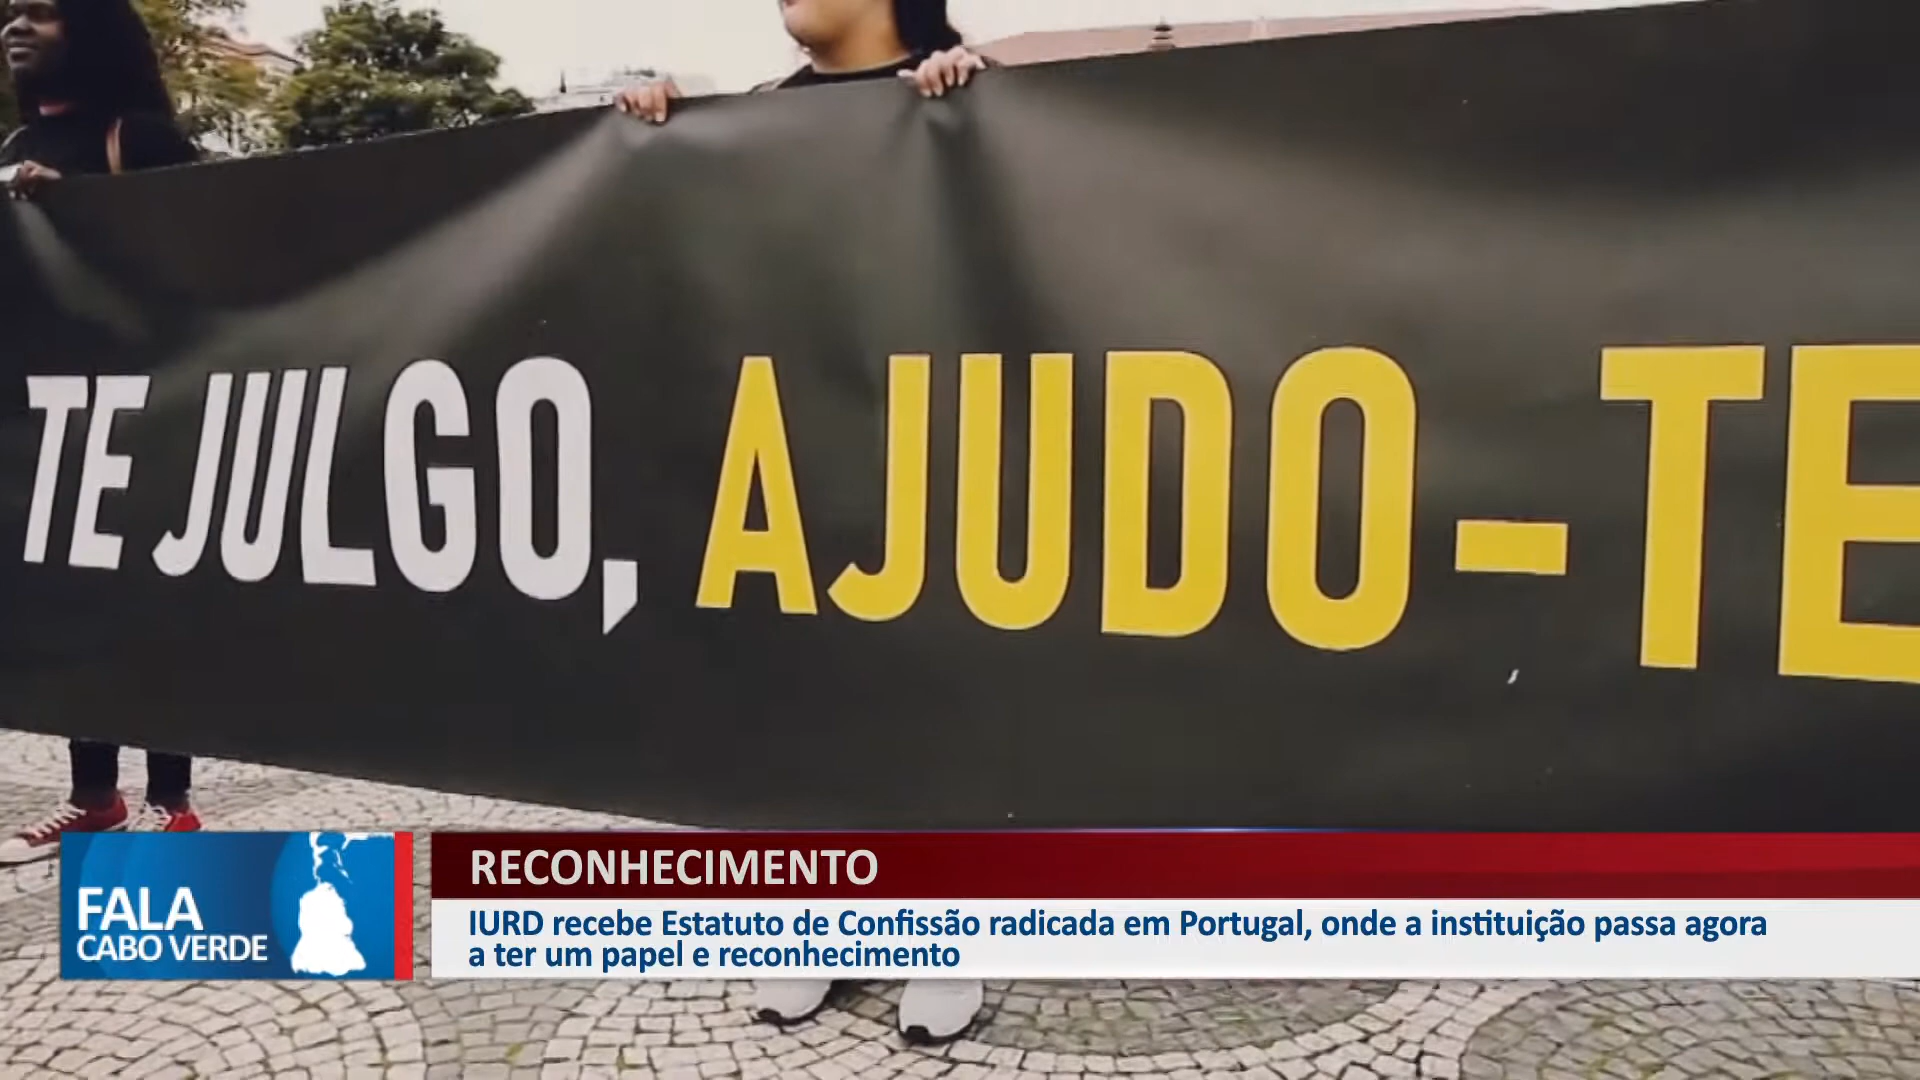 TE JULGO, AJUDO-TE
RECONHECIMENTO
IURD recebe Estatuto de Confissão radicada em Portugal, onde a instituição passa agora
a ter um papel e reconhecimento
FALA
CABO VERDE